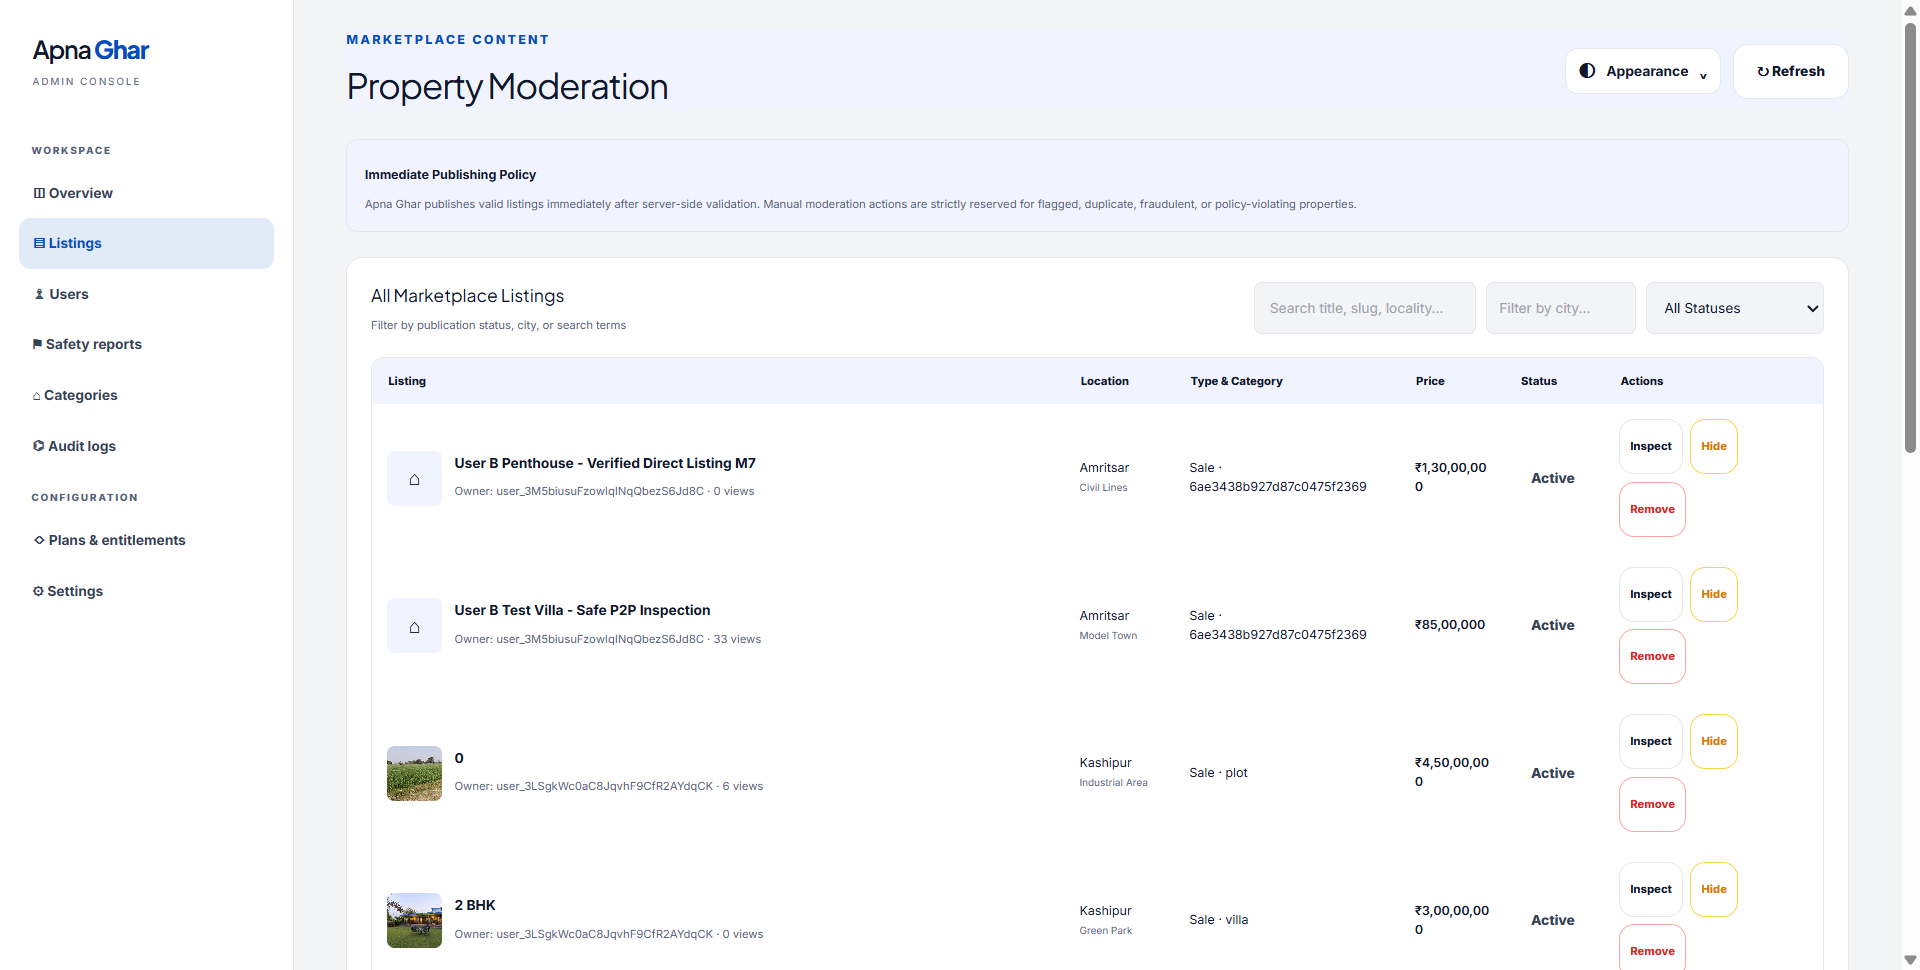 Apna Ghar
ADMIN CONSOLE
WORKSPACE
Overview
Listings
Users
Safety reports
Categories
Audit logs
CONFIGURATION
Plans & entitlements
Settings
MARKETPLACE CONTENT
Property Moderation
Appearance
Refresh
Immediate Publishing Policy
Apna Ghar publishes valid listings immediately after server-side validation. Manual moderation actions are strictly reserved for flagged, duplicate, fraudulent, or policy-violating properties.
All Marketplace Listings
Filter by publication status, city, or search terms
Search title, slug, locality...
Filter by city...
All Statuses
Listing Location Type & Category Price Status Actions
User B Penthouse - Verified Direct Listing M7
Owner: user_3M5biusuFzowlqlNqQbezS6Jd8C · 0 views
Amritsar
Civil Lines
Sale ·
6ae3438b927d87c0475f2369
₹1,30,00,00
0
Active
Inspect Hide
Remove
User B Test Villa - Safe P2P Inspection
Owner: user_3M5biusuFzowlqlNqQbezS6Jd8C · 33 views
Amritsar
Model Town
Sale ·
6ae3438b927d87c0475f2369
₹85,00,000
Active
Inspect Hide
Remove
0
Owner: user_3LSgkWc0aC8JqvhF9CfR2AYdqCK · 6 views
Kashipur
Industrial Area
Sale · plot
₹4,50,00,00
0
Active
Inspect Hide
Remove
2 BHK
Owner: user_3LSgkWc0aC8JqvhF9CfR2AYdqCK · 0 views
Kashipur
Green Park
Sale · villa
₹3,00,00,00
0
Active
Inspect Hide
Remove